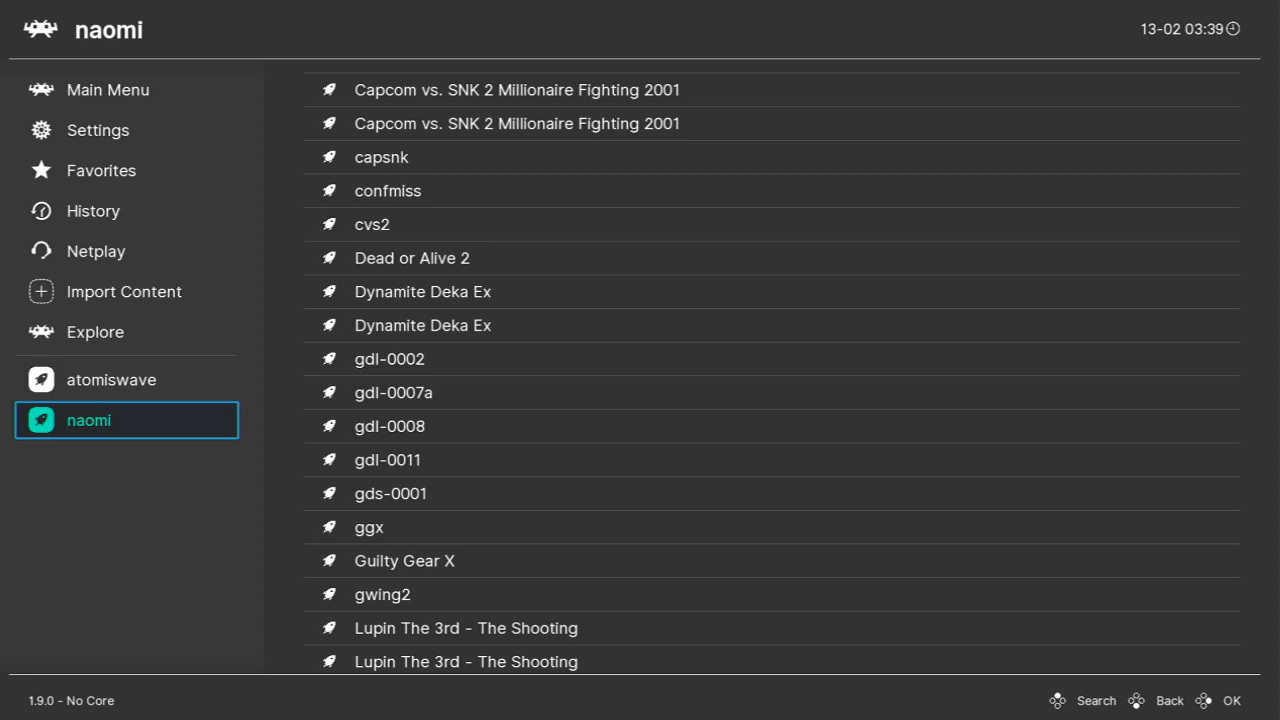 naomi
13-02 03:39
Main Menu
Settings
Favorites
History
Netplay
Import Content
Explore
atomiswave
naomi
Capcom vs. SNK 2 Millionaire Fighting 2001
Capcom vs. SNK 2 Millionaire Fighting 2001
capsnk
confmiss
cvs2
Dead or Alive 2
Dynamite Deka Ex
Dynamite Deka Ex
gdl-0002
gdl-0007a
gdl-0008
gdl-0011
gds-0001
ggx
Guilty Gear X
gwing2
Lupin The 3rd - The Shooting
Lupin The 3rd - The Shooting
1.9.0 - No Core
Search Back OK